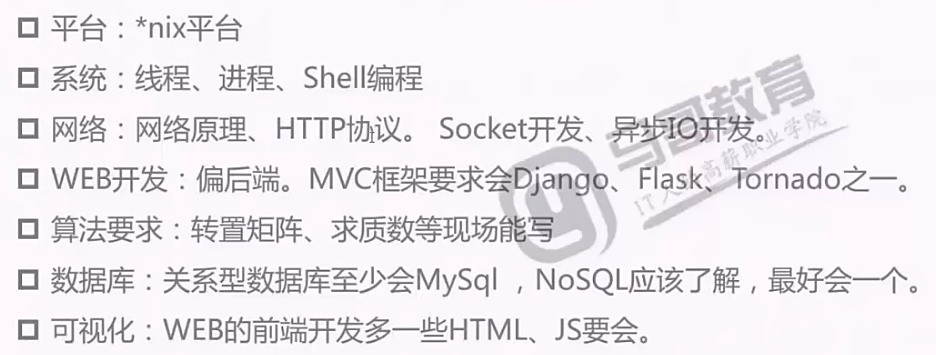 平台：*nix平台
系统：线程、进程、Shell编程
网络：网络原理、HTTP协议。 Socket开发、异步IO开发。
WEB开发：偏后端。MVC框架要求会Django、Flask、Tornado之一。
算法要求：转置矩阵、求质数等现场能写
数据库：关系型数据库至少会MySql ，NoSQL应该了解，最好会一个。
可视化：WEB的前端开发多一些HTML、JS要会。
马哥教育
IT人高薪职业学院